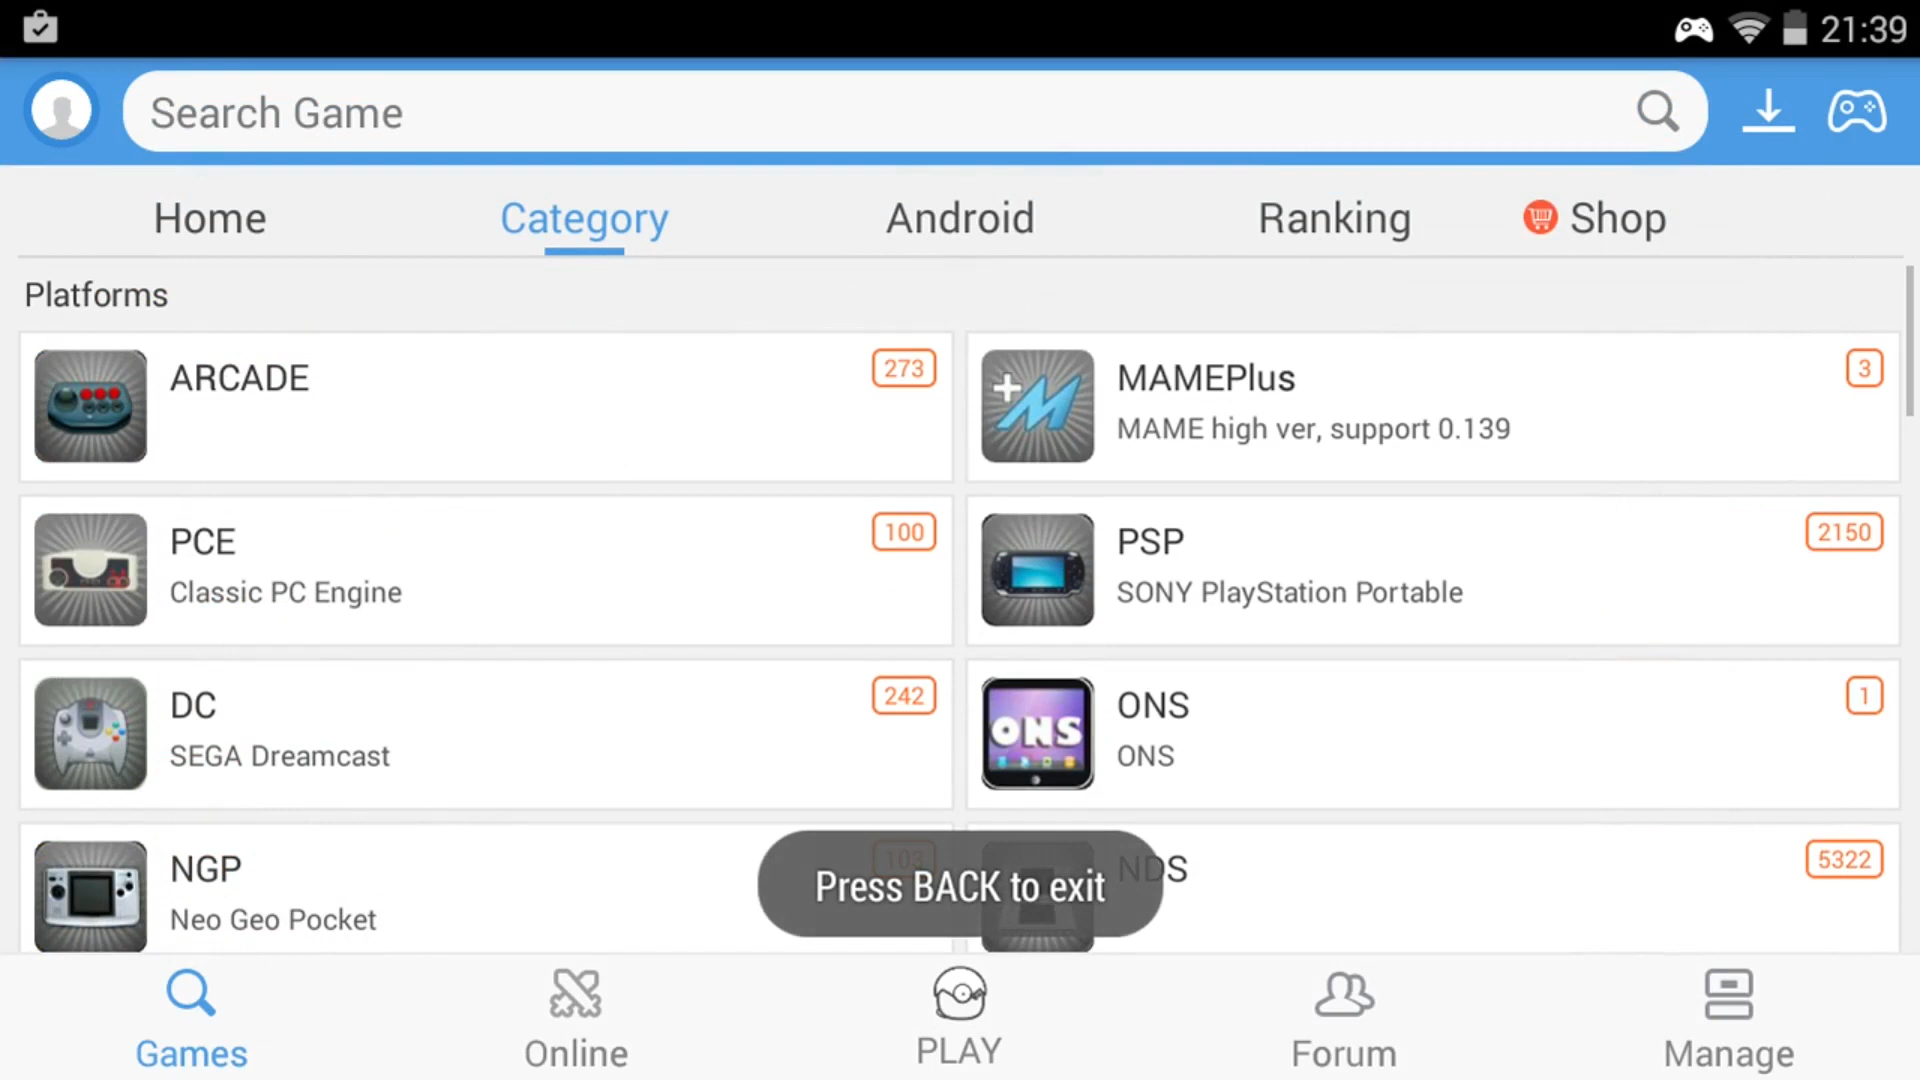 21:39
Search Game
Home Category Android Ranking Shop
Platforms
ARCADE 273
MAMEPlus 3
MAME high ver, support 0.139
PCE 100
Classic PC Engine
PSP 2150
SONY PlayStation Portable
DC 242
SEGA Dreamcast
ONS 1
ONS
ONS
NGP 103
Neo Geo Pocket
NDS 5322
Press BACK to exit
Games Online PLAY Forum Manage